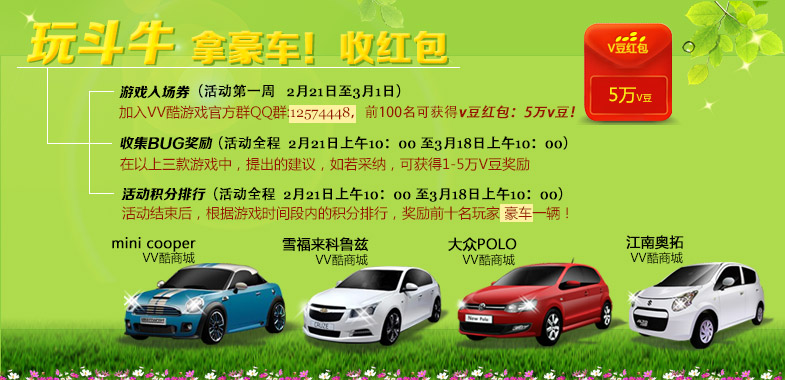 玩斗牛 拿豪车！收红包
V豆红包
5万V豆
游戏入场券（活动第一周 2月21日至3月1日）
加入VV酷游戏官方群QQ群:12574448，前100名可获得v豆红包：5万v豆！
收集BUG奖励（活动全程 2月21日上午10：00 至3月18日上午10：00）
在以上三款游戏中，提出的建议，如若采纳，可获得1-5万V豆奖励
活动积分排行（活动全程 2月21日上午10：00 至3月18日上午10：00）
活动结束后，根据游戏时间段内的积分排行，奖励前十名玩家 豪车一辆！
mini cooper
VV酷商城
雪福来科鲁兹
VV酷商城
大众POLO
VV酷商城
江南奥拓
VV酷商城
CRUZE
New Polo